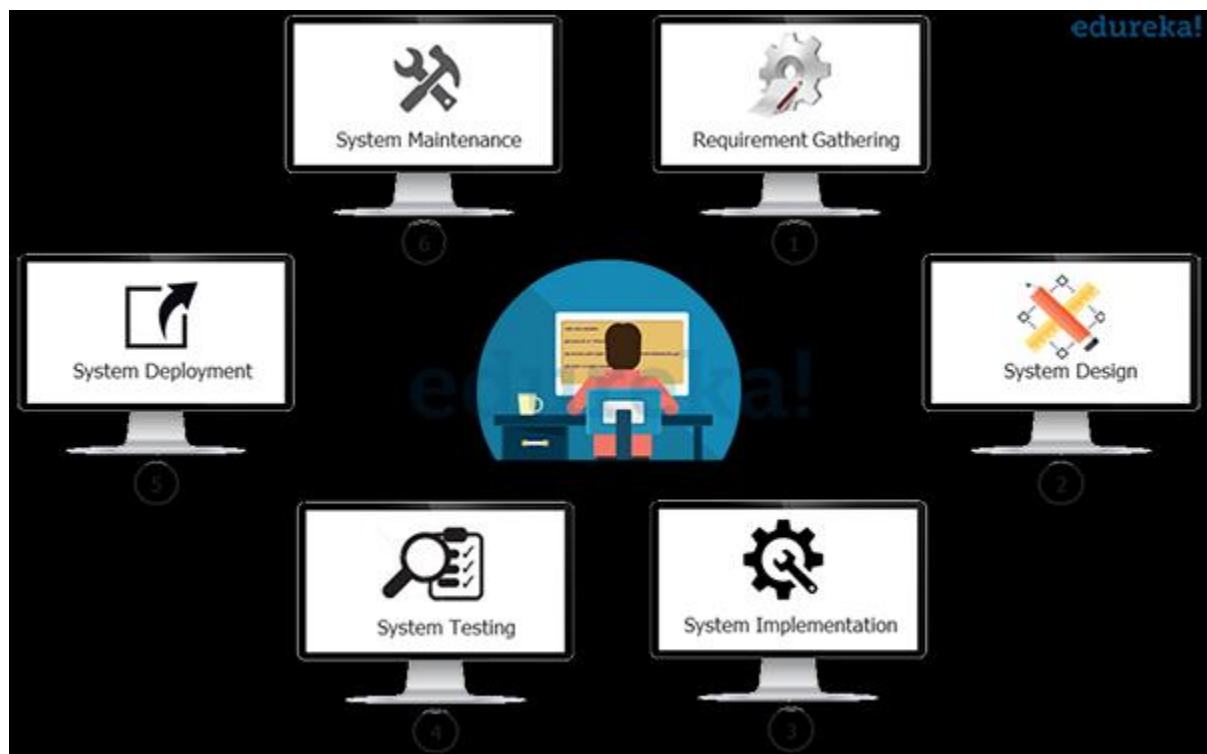 edureka!
System Maintenance
Requirement Gathering
6
1
System Deployment
System Design
edureka!
5
2
System Testing
System Implementation
4
3